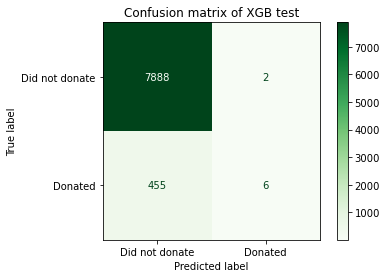 Confusion matrix of XGB test
True label
Did not donate
Donated
7888
2
455
6
Did not donate
Donated
Predicted label
7000
6000
5000
4000
3000
2000
1000